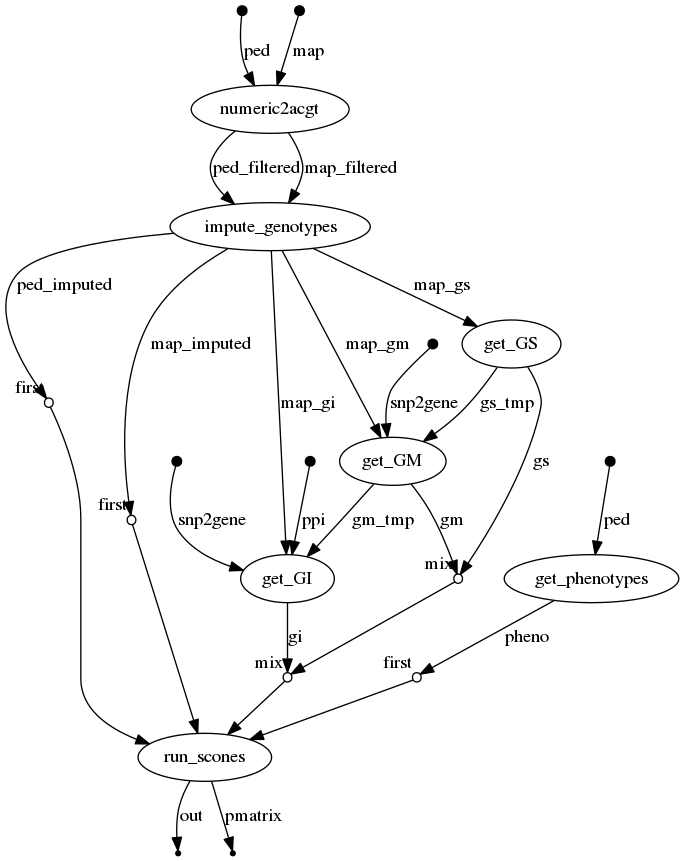 ped
map
numeric2acgt
ped_filtered
map_filtered
impute_genotypes
ped_imputed
map_gs
map_imputed
map_gm
get_GS
first
snp2gene
gs_tmp
map_gi
get_GM
gs
first
snp2gene
ppi
gm_tmp
gm
ped
mix
get_GI
get_phenotypes
gi
pheno
mix
first
run_scones
out
pmatrix